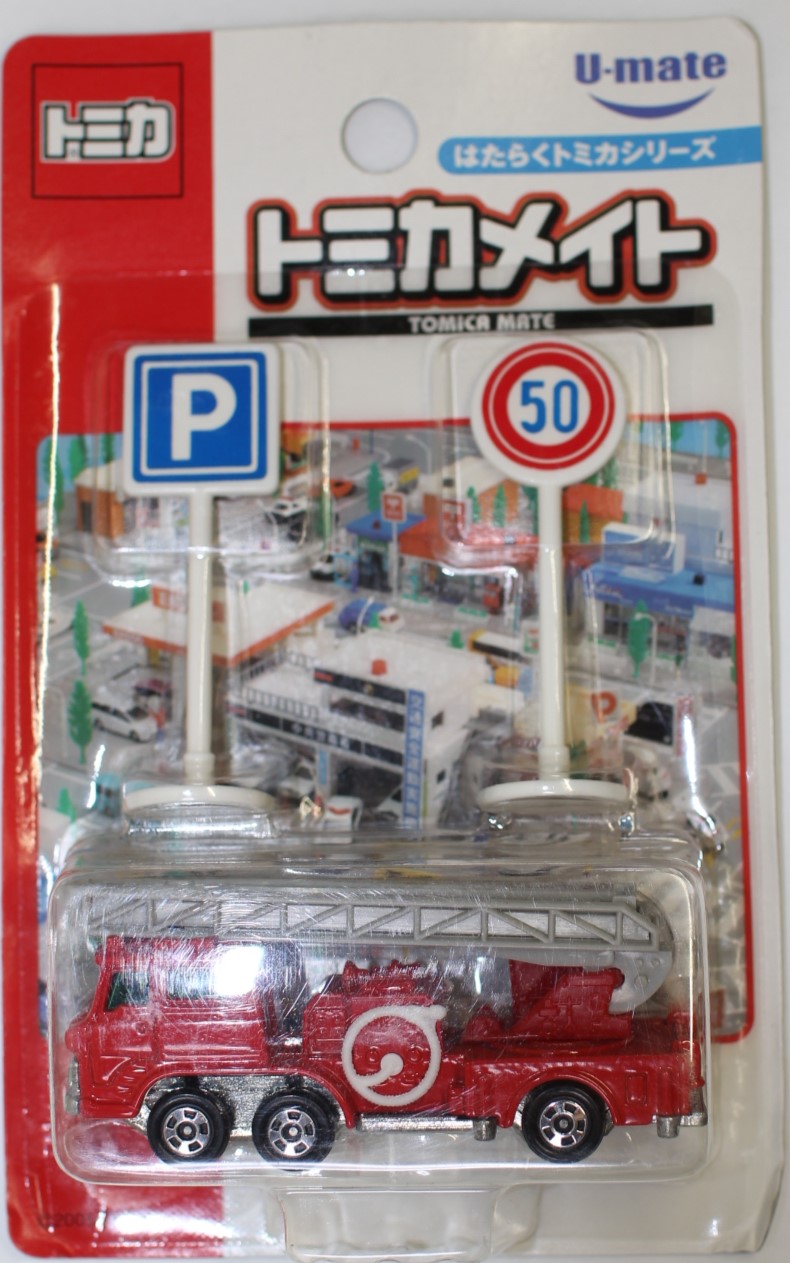 トミカ
U-mate
はたらくトミカシリーズ
トミカメイト
TOMICA MATE
P
50